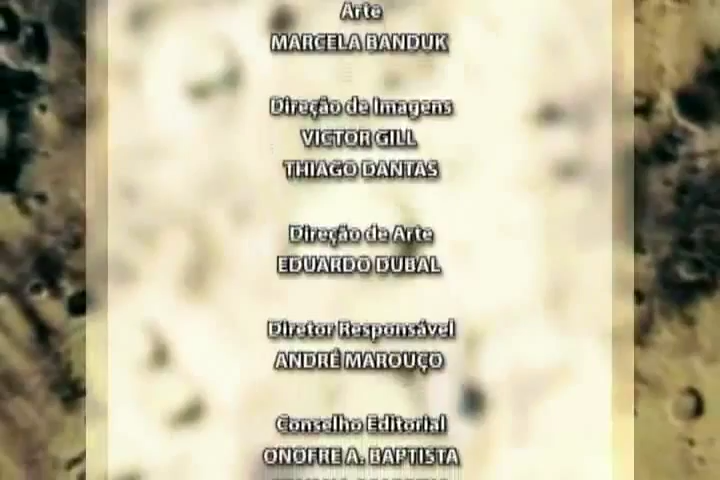 Arte
MARCELA BANDUK
Direção de Imagens
VICTOR GILL
THIAGO DANTAS
Direção de Arte
EDUARDO DUBAL
Diretor Responsável
ANDRÉ MAROUÇO
Conselho Editorial
ONOFRE A. BAPTISTA